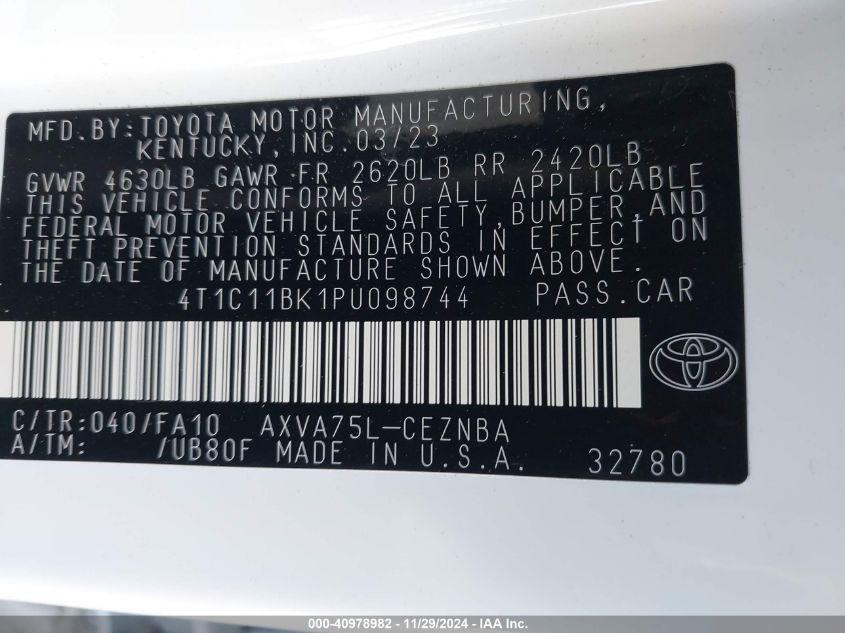 MFD. BY: TOYOTA MOTOR MANUFACTURING,
KENTUCKY, INC. 03/23
GVWR 4630LB GAWR FR 2620LB RR 2420LB
THIS VEHICLE CONFORMS TO ALL APPLICABLE
FEDERAL MOTOR VEHICLE SAFETY, BUMPER, AND
THEFT PREVENTION STANDARDS IN EFFECT ON
THE DATE OF MANUFACTURE SHOWN ABOVE.
4T1C11BK1PU098744 PASS.CAR
C/TR:040/FA10 AXVA75L-CEZNBA
A/TM: /UB80F MADE IN U.S.A. 32780
000-40978982 - 11/29/2024 - IAA Inc.